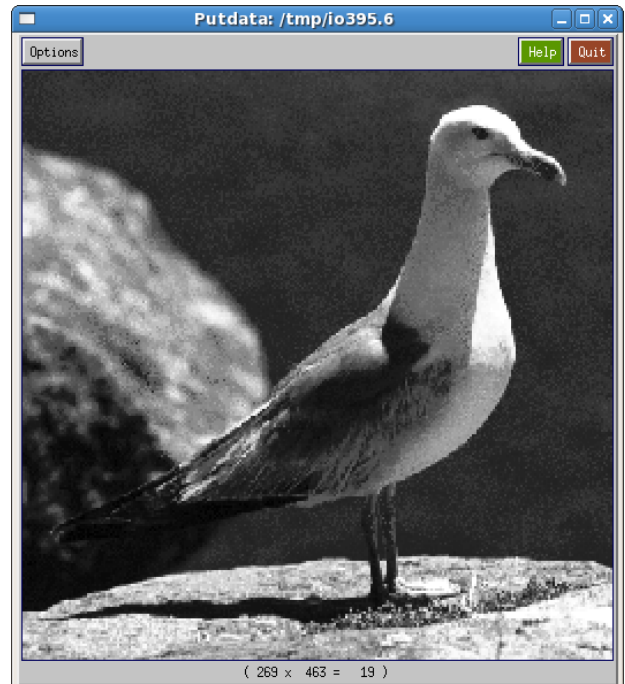 Putdata: /tmp/io395.6
Options Help Quit
( 269 x 463 = 19 )